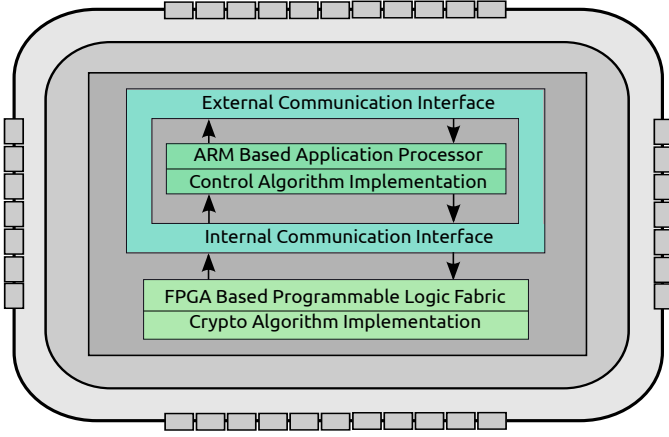 External Communication Interface
ARM Based Application Processor
Control Algorithm Implementation
Internal Communication Interface
FPGA Based Programmable Logic Fabric
Crypto Algorithm Implementation